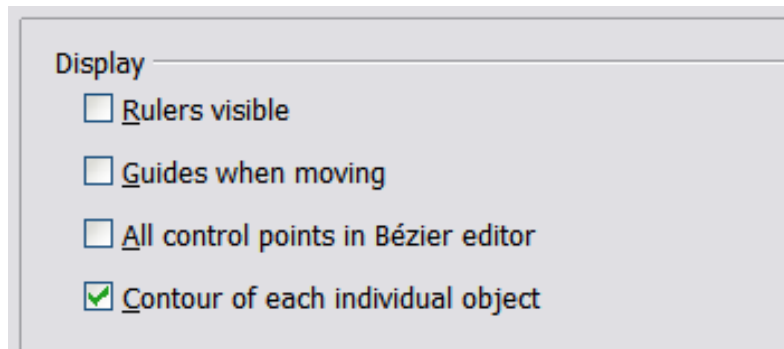 Display
Rulers visible
Guides when moving
All control points in Bézier editor
Contour of each individual object